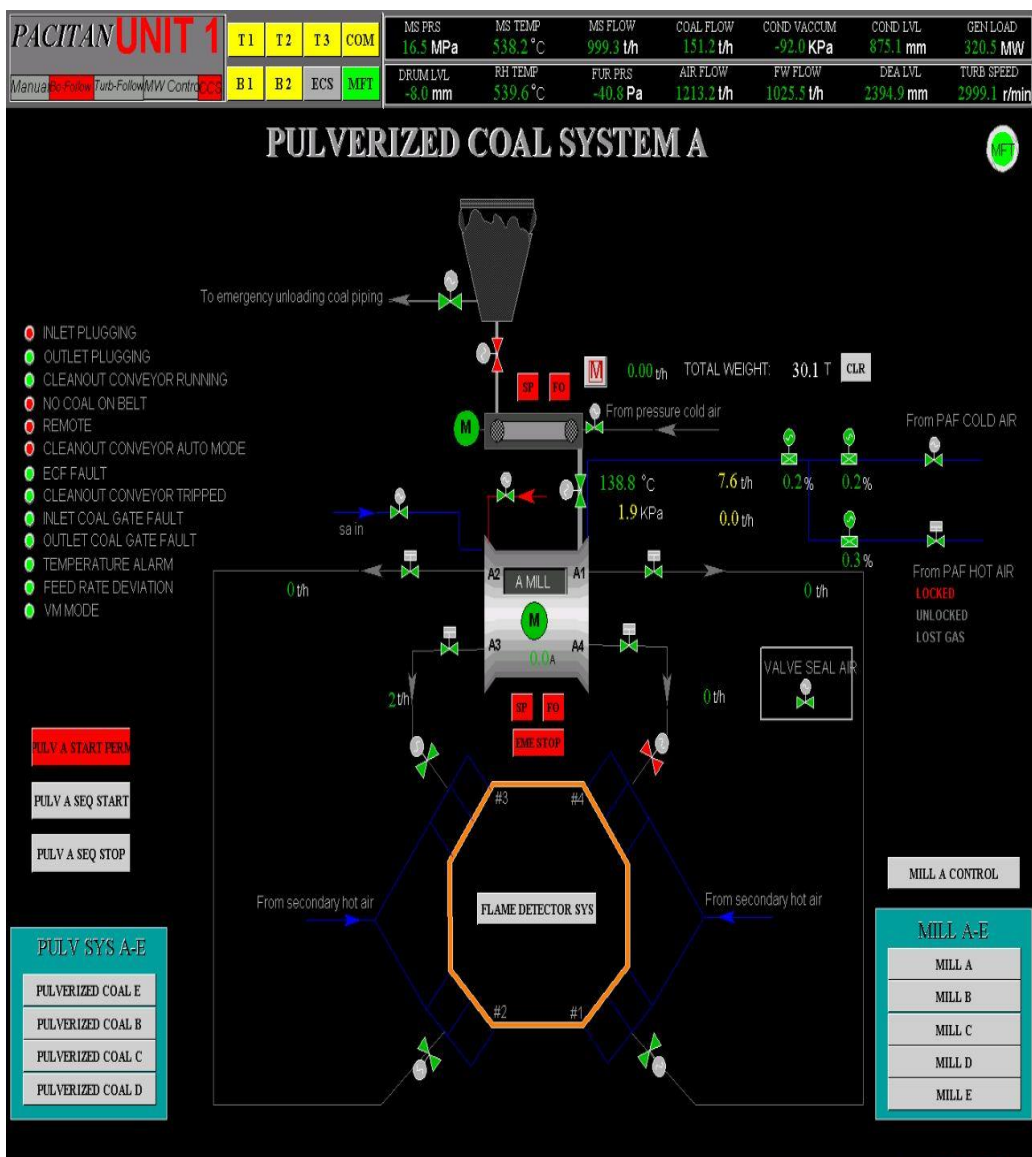 PACITAN UNIT 1
T 1 T 2 T 3 COM
Manual Bo-Follow Turb-Follow MW Contro CCS
B 1 B 2 ECS MFT
MS PRS MS TEMP MS FLOW COAL FLOW COND VACCUM COND LVL GEN LOAD
16.5 MPa 538.2 °C 999.3 t/h 151.2 t/h -92.0 KPa 875.1 mm 320.5 MW
DRUM LVL RH TEMP FUR PRS AIR FLOW FW FLOW DEA LVL TURB SPEED
-8.0 mm 539.6 °C -40.8 Pa 1213.2 t/h 1025.5 t/h 2394.9 mm 2999.1 r/min
PULVERIZED COAL SYSTEM A
MFT
To emergency unloading coal piping
INLET PLUGGING
OUTLET PLUGGING
CLEANOUT CONVEYOR RUNNING
NO COAL ON BELT
REMOTE
CLEANOUT CONVEYOR AUTO MODE
ECF FAULT
CLEANOUT CONVEYOR TRIPPED
INLET COAL GATE FAULT
OUTLET COAL GATE FAULT
TEMPERATURE ALARM
FEED RATE DEVIATION
VM MODE
SP FO
M 0.00 t/h TOTAL WEIGHT: 30.1 T CLR
M
From pressure cold air
From PAF COLD AIR
138.8 °C 7.6 t/h 0.2 % 0.2 %
1.9 KPa 0.0 t/h
sa in
0.3 %
From PAF HOT AIR
LOCKED
UNLOCKED
LOST GAS
A2 A MILL A1
0 t/h 0 t/h
M
A3 A4
0.0 A
VALVE SEAL AIR
2 t/h 0 t/h
SP FO
EME STOP
PULV A START PERM
PULV A SEQ START
PULV A SEQ STOP
#3 #4
From secondary hot air
FLAME DETECTOR SYS
From secondary hot air
#2 #1
MILL A CONTROL
PULV SYS A-E
PULVERIZED COAL E
PULVERIZED COAL B
PULVERIZED COAL C
PULVERIZED COAL D
MILL A-E
MILL A
MILL B
MILL C
MILL D
MILL E